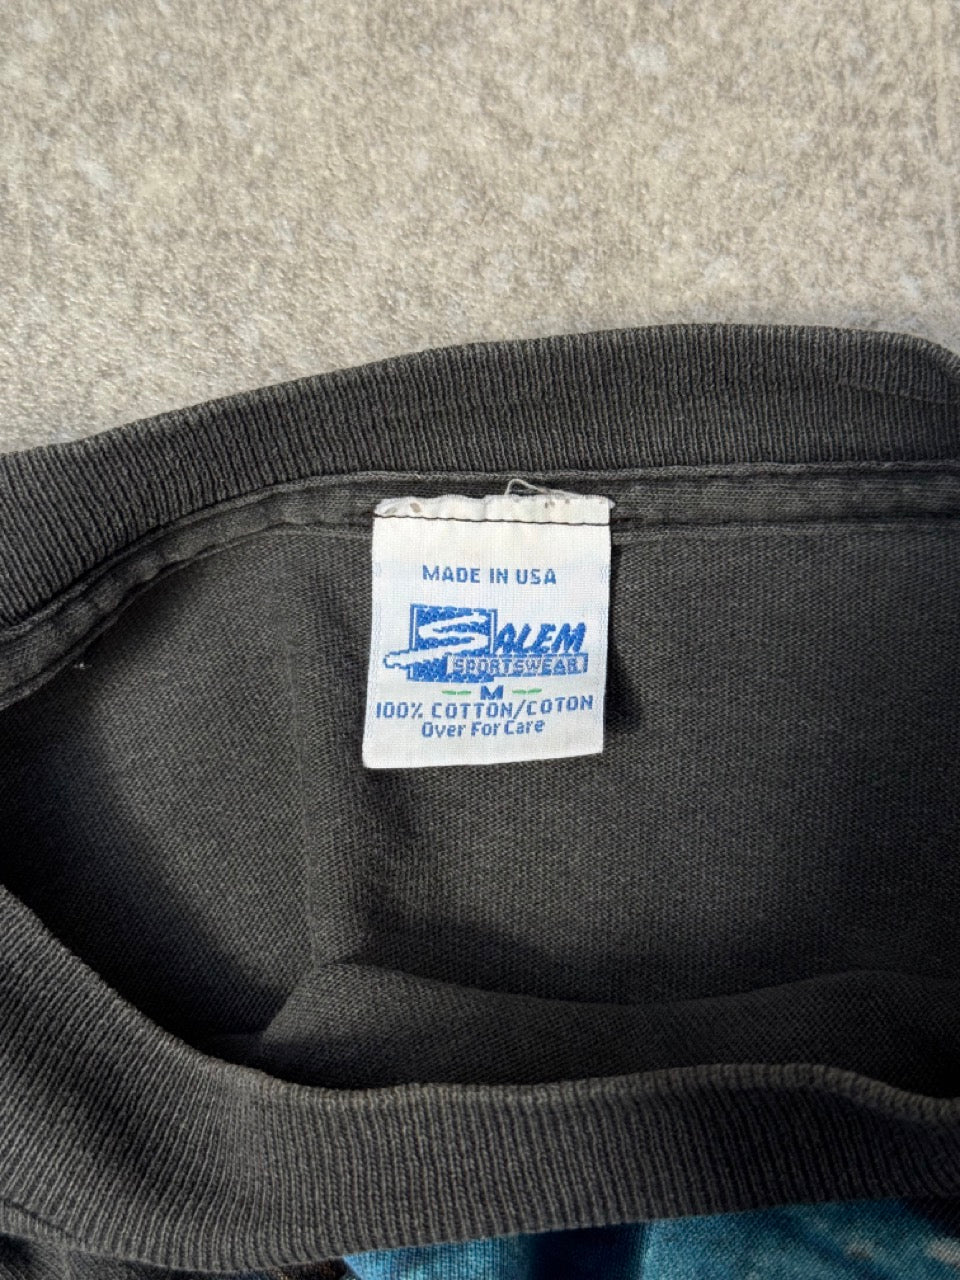 MADE IN USA
SALEM
SPORTSWEAR
M
100% COTTON/COTON
Over For Care